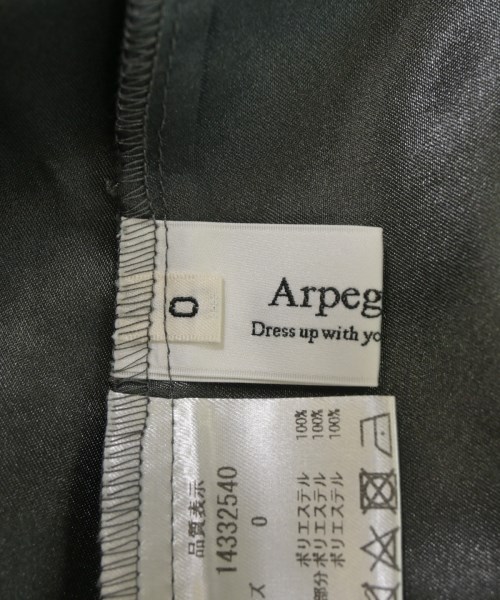 0
Arpeg
Dress up with yo
品質表示
14332540
ズ 0
ポリエステル 100%
部分ポリエステル 100%
ポリエステル 100%